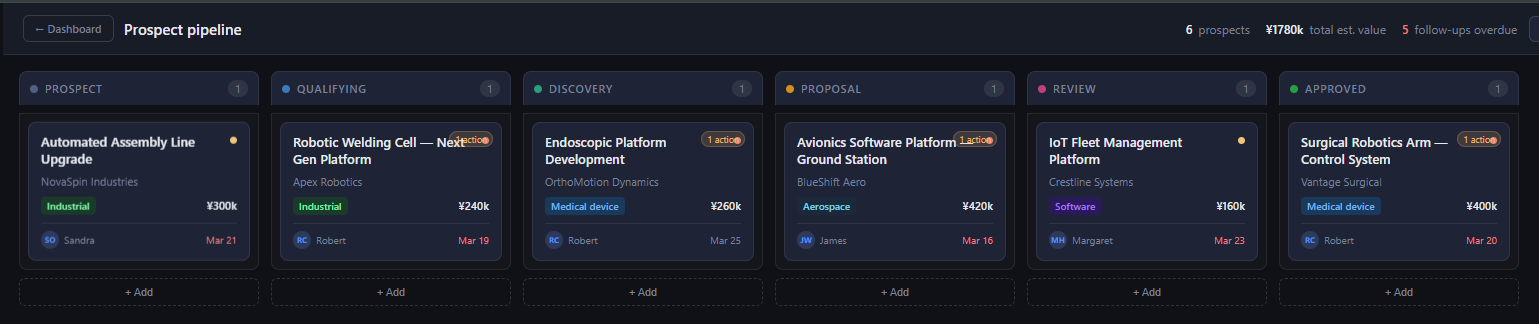 ← Dashboard
Prospect pipeline
6 prospects ¥1780k total est. value 5 follow-ups overdue
PROSPECT 1
Automated Assembly Line
Upgrade
NovaSpin Industries
Industrial ¥300k
SO Sandra Mar 21
+ Add
QUALIFYING 1
1 action
Robotic Welding Cell — Next
Gen Platform
Apex Robotics
Industrial ¥240k
RC Robert Mar 19
+ Add
DISCOVERY 1
1 action
Endoscopic Platform
Development
OrthoMotion Dynamics
Medical device ¥260k
RC Robert Mar 25
+ Add
PROPOSAL 1
1 action
Avionics Software Platform —
Ground Station
BlueShift Aero
Aerospace ¥420k
JW James Mar 16
+ Add
REVIEW 1
IoT Fleet Management
Platform
Crestline Systems
Software ¥160k
MH Margaret Mar 23
+ Add
APPROVED 1
1 action
Surgical Robotics Arm —
Control System
Vantage Surgical
Medical device ¥400k
RC Robert Mar 20
+ Add